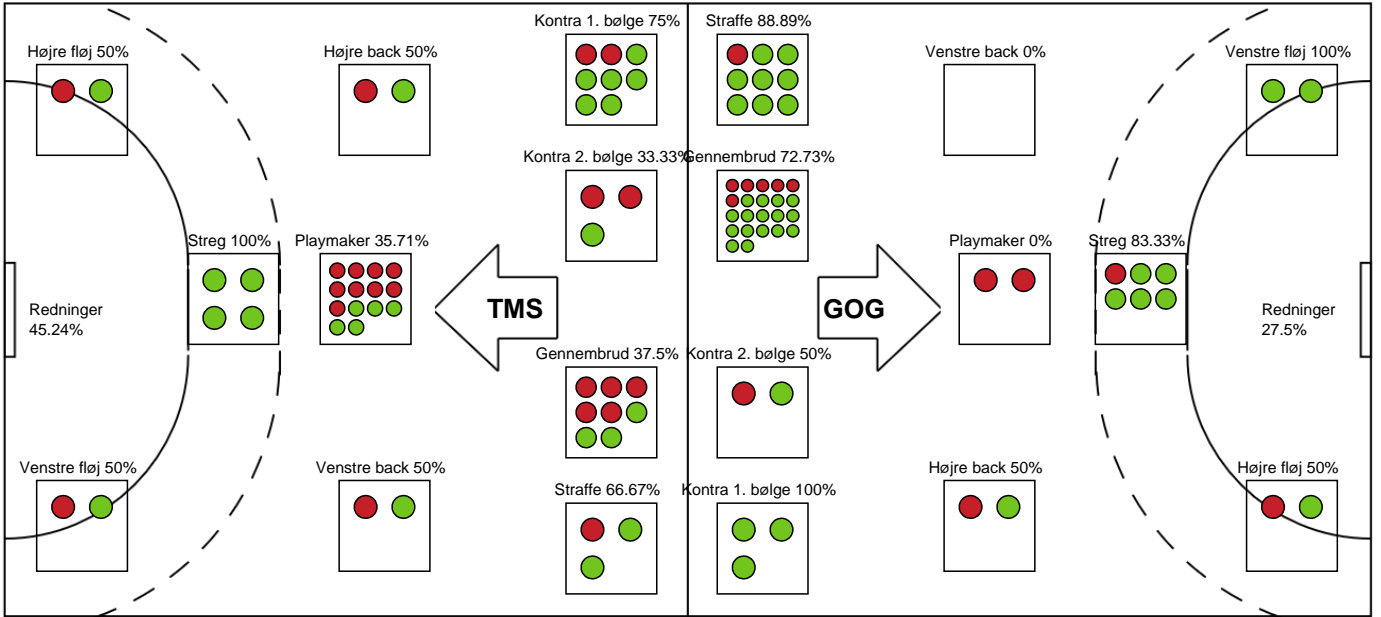 Kontra 1. bølge 75%
Straffe 88.89%
Højre fløj 50%
Højre back 50%
Venstre back 0%
Venstre fløj 100%
Kontra 2. bølge 33.33%
Gennembrud 72.73%
Streg 100%
Playmaker 35.71%
Playmaker 0%
Streg 83.33%
Redninger
45.24%
TMS
GOG
Redninger
27.5%
Gennembrud 37.5%
Kontra 2. bølge 50%
Venstre fløj 50%
Venstre back 50%
Højre back 50%
Højre fløj 50%
Straffe 66.67%
Kontra 1. bølge 100%